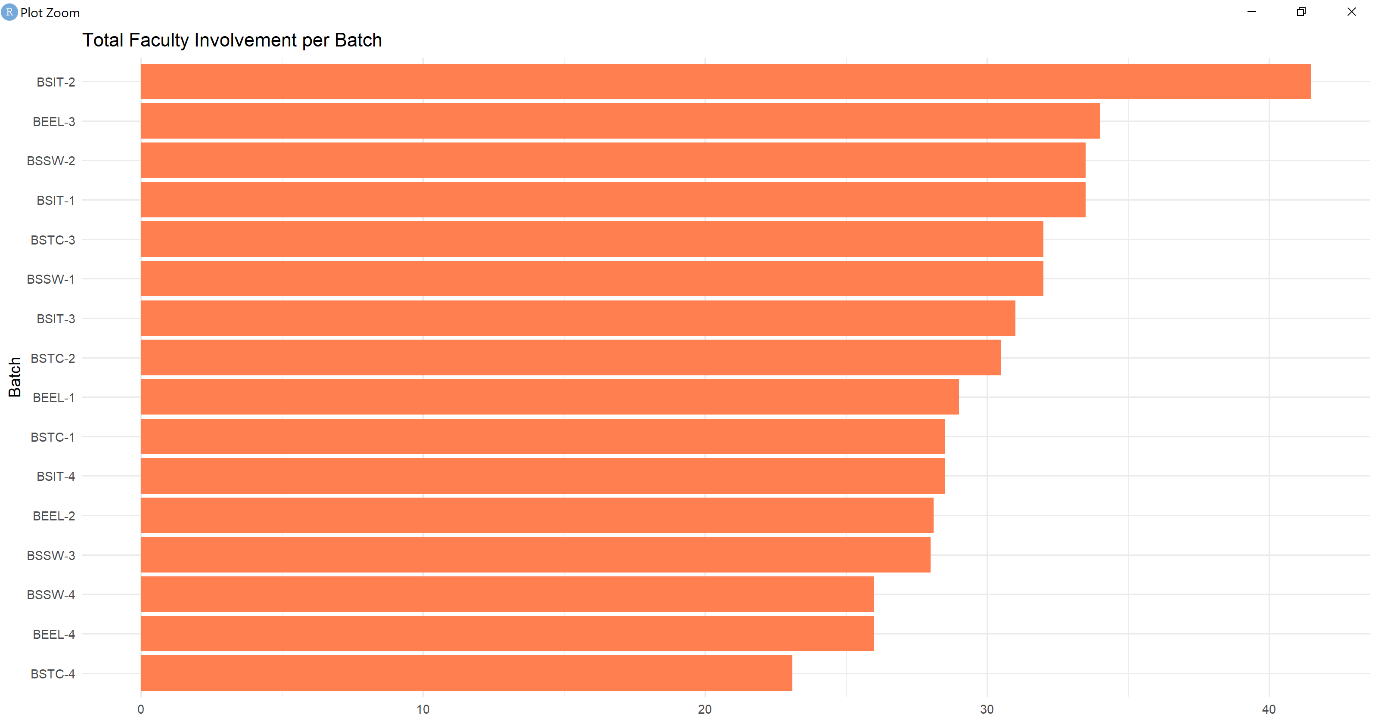 R Plot Zoom
Total Faculty Involvement per Batch
BSIT-2
BEEL-3
BSSW-2
BSIT-1
BSTC-3
BSSW-1
BSIT-3
BSTC-2
Batch
BEEL-1
BSTC-1
BSIT-4
BEEL-2
BSSW-3
BSSW-4
BEEL-4
BSTC-4
0 10 20 30 40